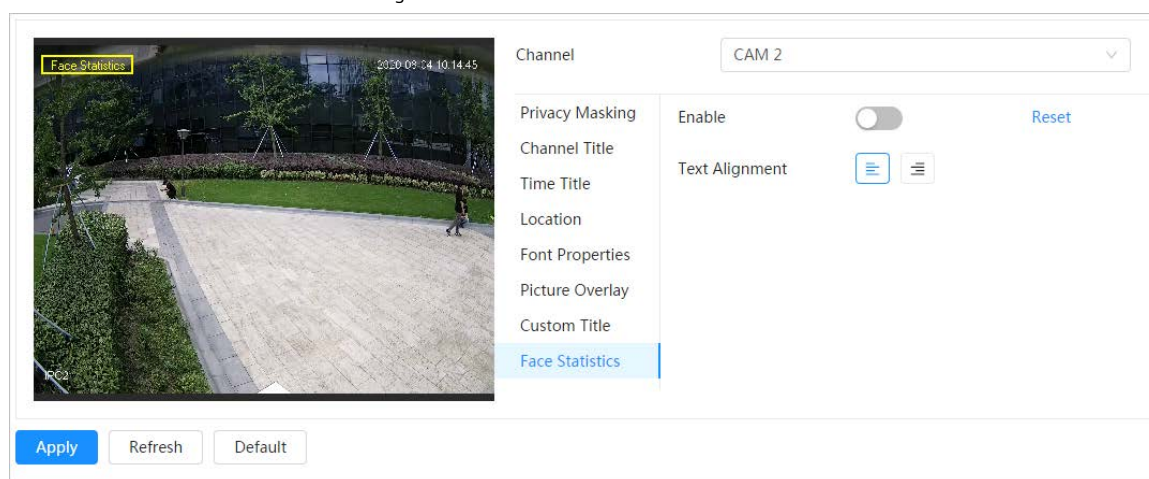 Channel
CAM 2
Face Statistics
2020-09-04 10:14:45
Privacy Masking
Channel Title
Time Title
Location
Font Properties
Picture Overlay
Custom Title
Face Statistics
Enable
Reset
Text Alignment
IPC2
Apply
Refresh
Default